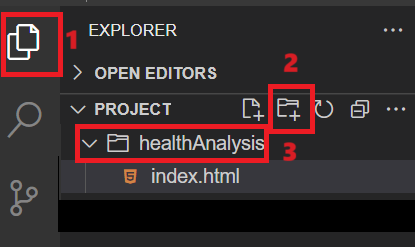 1
EXPLORER
2
OPEN EDITORS
PROJECT
healthAnalysis
3
index.html